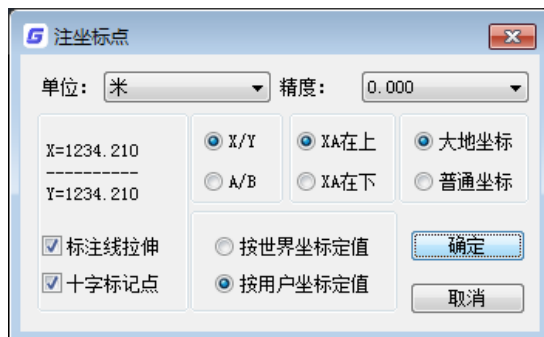 注坐标点
单位： 米 精度： 0.000
X=1234.210
----------
Y=1234.210
X/Y XA在上 大地坐标
A/B XA在下 普通坐标
标注线拉伸 按世界坐标定值 确定
十字标记点 按用户坐标定值 取消